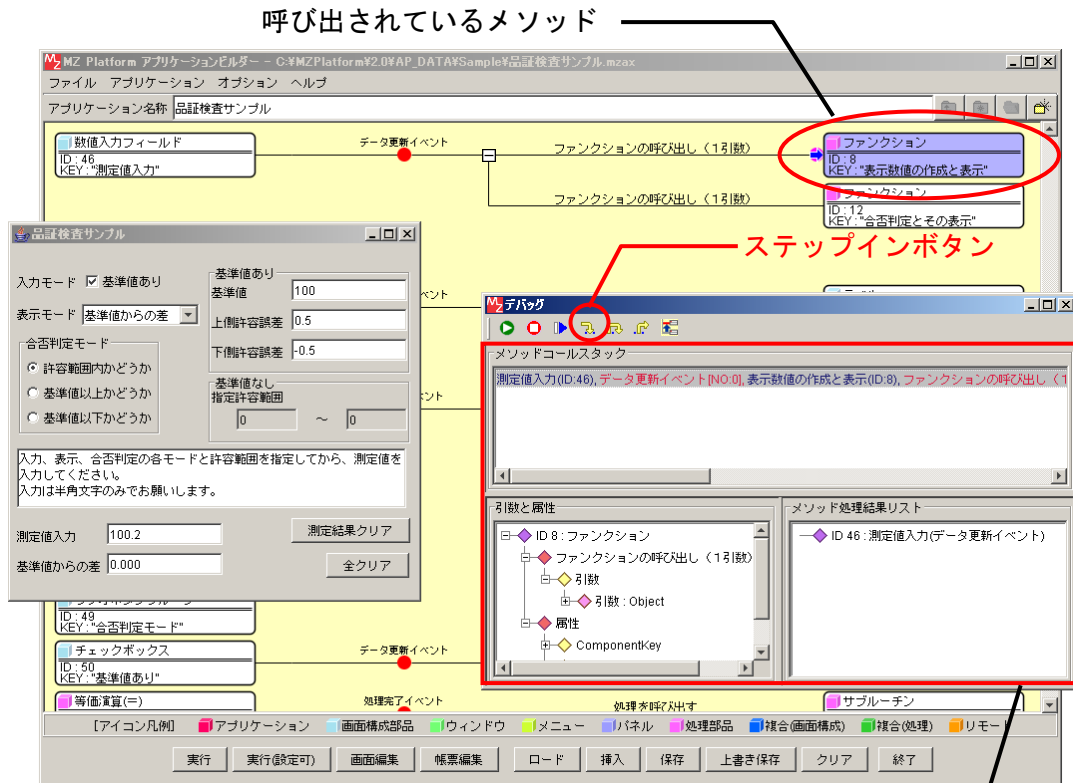 呼び出されているメソッド
MZ Platform アプリケーションビルダー - C:¥MZPlatform¥2.0¥AP_DATA¥Sample¥品証検査サンプル.mzax
ファイル アプリケーション オプション ヘルプ
アプリケーション名称 品証検査サンプル
数値入力フィールド
ID : 46
KEY : "測定値入力"
データ更新イベント
ファンクションの呼び出し（１引数）
ファンクション
ID : 8
KEY : "表示数値の作成と表示"
ファンクションの呼び出し（１引数）
ファンクション
ID : 12
KEY : "合否判定とその表示"
ステップインボタン
品証検査サンプル
入力モード 基準値あり
表示モード 基準値からの差
合否判定モード
許容範囲内かどうか
基準値以上かどうか
基準値以下かどうか
基準値あり
基準値 100
上側許容誤差 0.5
下側許容誤差 -0.5
基準値なし
指定許容範囲
0 ～ 0
入力、表示、合否判定の各モードと許容範囲を指定してから、測定値を
入力してください。
入力は半角文字のみでお願いします。
測定値入力 100.2 測定結果クリア
基準値からの差 0.000 全クリア
ベント
ベント
デバッグ
メソッドコールスタック
測定値入力(ID:46), データ更新イベント[NO:0], 表示数値の作成と表示(ID:8), ファンクションの呼び出し（１
引数と属性
ID 8 : ファンクション
ファンクションの呼び出し（１引数）
引数
引数 : Object
属性
ComponentKey
メソッド処理結果リスト
ID 46 : 測定値入力(データ更新イベント)
ID : 49
KEY : "合否判定モード"
チェックボックス
ID : 50
KEY : "基準値あり"
データ更新イベント
等価演算(=)
処理完了イベント
処理を呼び出す
サブルーチン
[アイコン凡例] アプリケーション 画面構成部品 ウィンドウ メニュー パネル 処理部品 複合(画面構成) 複合(処理) リモート
実行 実行(設定可) 画面編集 帳票編集 ロード 挿入 保存 上書き保存 クリア 終了